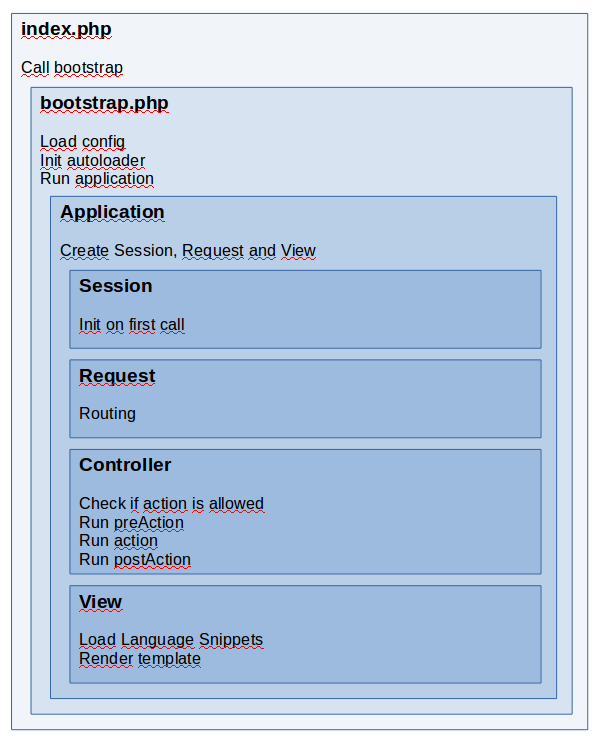 index.php
Call bootstrap
bootstrap.php
Load config
Init autoloader
Run application
Application
Create Session, Request and View
Session
Init on first call
Request
Routing
Controller
Check if action is allowed
Run preAction
Run action
Run postAction
View
Load Language Snippets
Render template